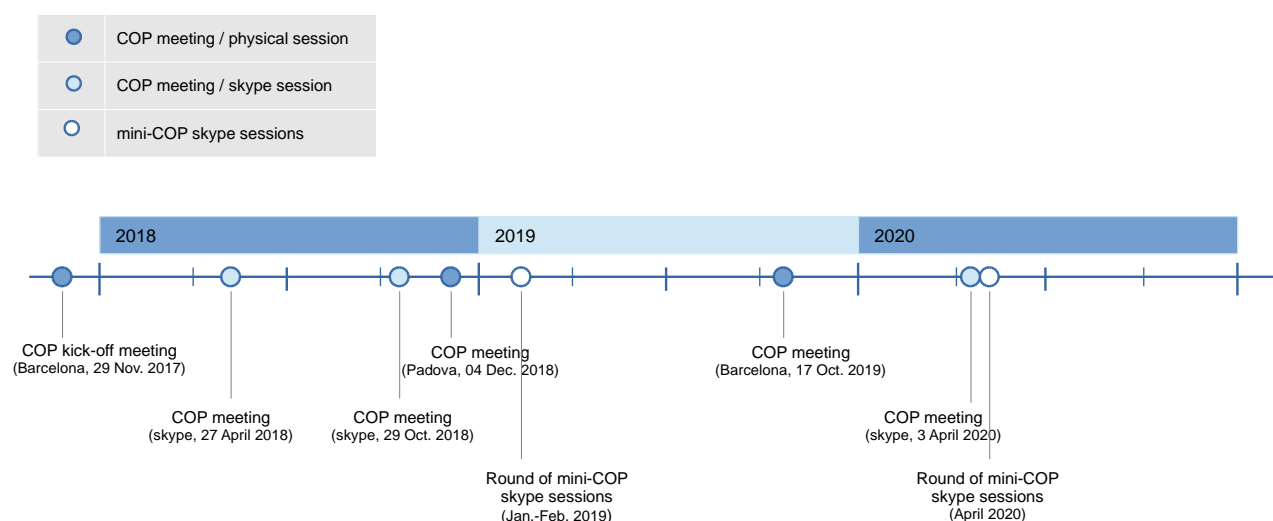 COP meeting / physical session
COP meeting / skype session
mini-COP skype sessions
2018
2019
2020
COP kick-off meeting
(Barcelona, 29 Nov. 2017)
COP meeting
(skype, 27 April 2018)
COP meeting
(skype, 29 Oct. 2018)
COP meeting
(Padova, 04 Dec. 2018)
Round of mini-COP
skype sessions
(Jan.-Feb. 2019)
COP meeting
(Barcelona, 17 Oct. 2019)
COP meeting
(skype, 3 April 2020)
Round of mini-COP
skype sessions
(April 2020)